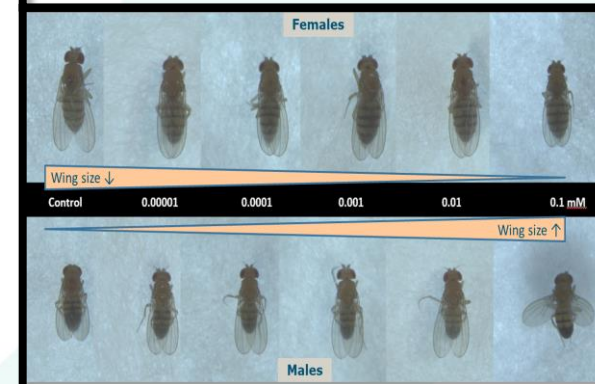 Females
Wing size ↓
Control 0.00001 0.0001 0.001 0.01 0.1 mM
Wing size ↑
Males